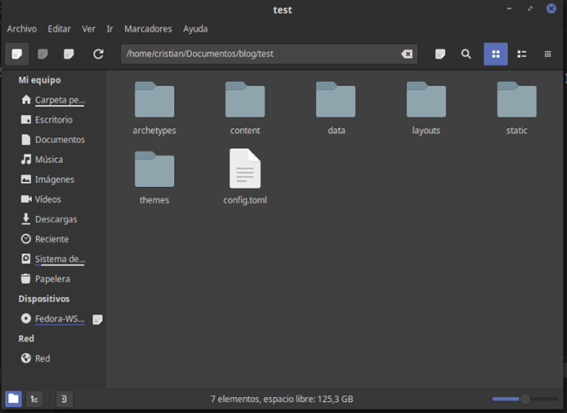 test
Archivo Editar Ver Ir Marcadores Ayuda
/home/cristian/Documentos/blog/test
Mi equipo
Carpeta pe...
Escritorio
Documentos
Música
Imágenes
Vídeos
Descargas
Reciente
Sistema de...
Papelera
Dispositivos
Fedora-WS...
Red
Red
archetypes content data layouts static
themes config.toml
7 elementos, espacio libre: 125,3 GB